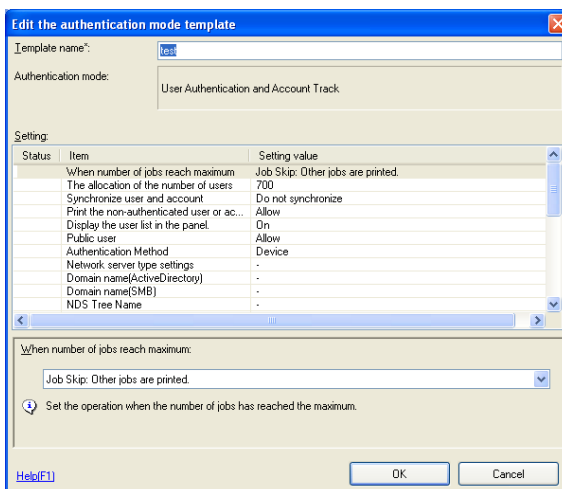 Edit the authentication mode template
Template name*: test
Authentication mode: User Authentication and Account Track
Setting:
Status Item Setting value
When number of jobs reach maximum Job Skip: Other jobs are printed.
The allocation of the number of users 700
Synchronize user and account Do not synchronize
Print the non-authenticated user or ac... Allow
Display the user list in the panel. On
Public user Allow
Authentication Method Device
Network server type settings -
Domain name(ActiveDirectory) -
Domain name(SMB) -
NDS Tree Name -
When number of jobs reach maximum:
Job Skip: Other jobs are printed.
Set the operation when the number of jobs has reached the maximum.
Help(F1) OK Cancel